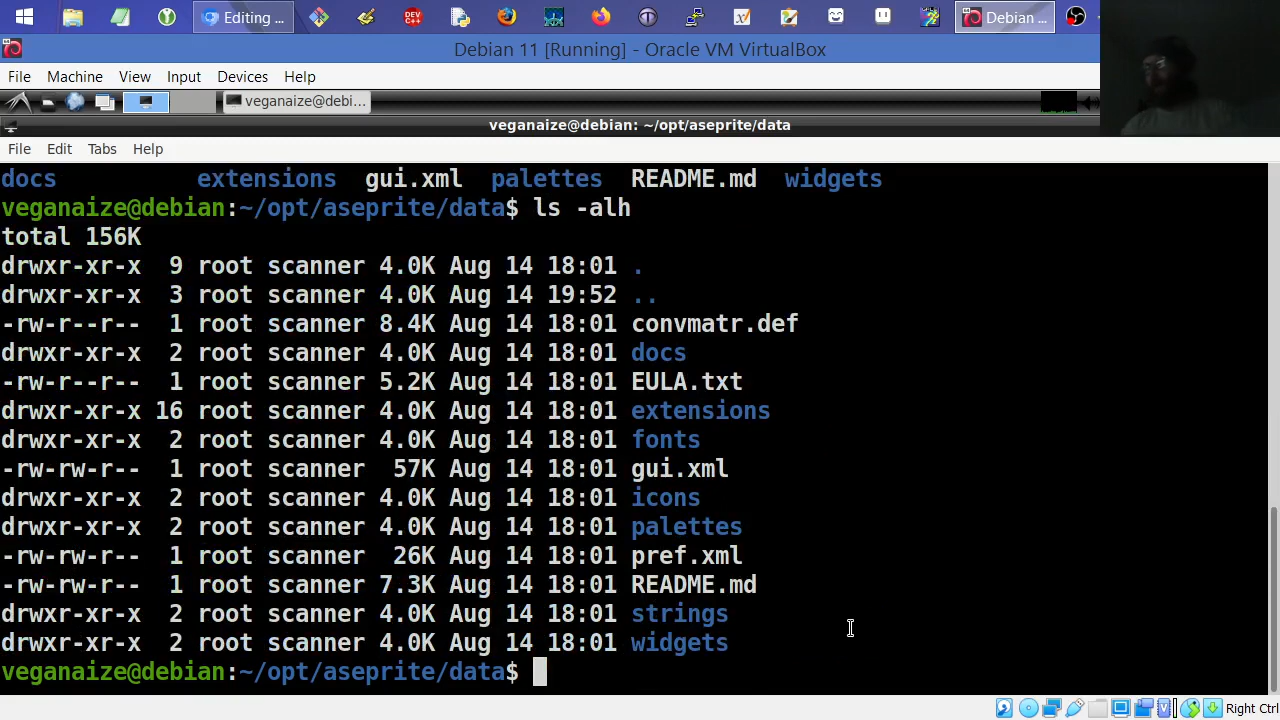 Editing ...
Debian ...
Debian 11 [Running] - Oracle VM VirtualBox
File Machine View Input Devices Help
veganaize@debi...
veganaize@debian: ~/opt/aseprite/data
File Edit Tabs Help
docs extensions gui.xml palettes README.md widgets
veganaize@debian:~/opt/aseprite/data$ ls -alh
total 156K
drwxr-xr-x 9 root scanner 4.0K Aug 14 18:01 .
drwxr-xr-x 3 root scanner 4.0K Aug 14 19:52 ..
-rw-r--r-- 1 root scanner 8.4K Aug 14 18:01 convmatr.def
drwxr-xr-x 2 root scanner 4.0K Aug 14 18:01 docs
-rw-r--r-- 1 root scanner 5.2K Aug 14 18:01 EULA.txt
drwxr-xr-x 16 root scanner 4.0K Aug 14 18:01 extensions
drwxr-xr-x 2 root scanner 4.0K Aug 14 18:01 fonts
-rw-rw-r-- 1 root scanner 57K Aug 14 18:01 gui.xml
drwxr-xr-x 2 root scanner 4.0K Aug 14 18:01 icons
drwxr-xr-x 2 root scanner 4.0K Aug 14 18:01 palettes
-rw-rw-r-- 1 root scanner 26K Aug 14 18:01 pref.xml
-rw-rw-r-- 1 root scanner 7.3K Aug 14 18:01 README.md
drwxr-xr-x 2 root scanner 4.0K Aug 14 18:01 strings
drwxr-xr-x 2 root scanner 4.0K Aug 14 18:01 widgets
veganaize@debian:~/opt/aseprite/data$
Right Ctrl